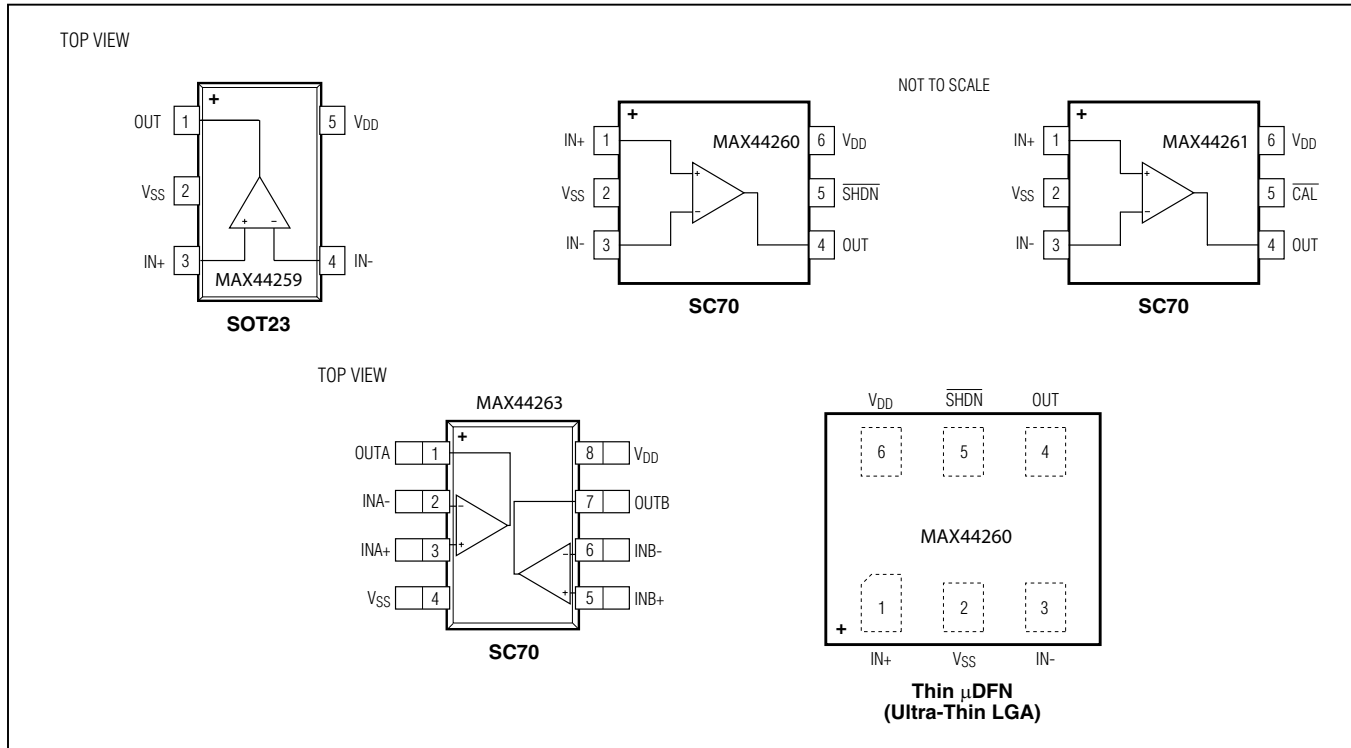 TOP VIEW
NOT TO SCALE
+
OUT 1
5 VDD
VSS 2
IN+ 3
4 IN-
+ −
MAX44259
SOT23
+
MAX44260
IN+ 1
6 VDD
VSS 2
5 SHDN
IN- 3
4 OUT
+
−
SC70
+
MAX44261
IN+ 1
6 VDD
VSS 2
5 CAL
IN- 3
4 OUT
+
−
SC70
TOP VIEW
MAX44263
+
OUTA 1
8 VDD
INA- 2
7 OUTB
INA+ 3
6 INB-
VSS 4
5 INB+
−
+
−
+
SC70
VDD SHDN OUT
6 5 4
MAX44260
1 2 3
+
IN+ VSS IN-
Thin μDFN
(Ultra-Thin LGA)